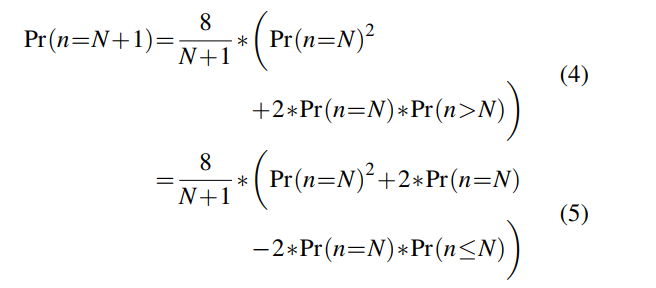 Pr(n=N+1)=8/(N+1)∗(Pr(n=N)²
+2∗Pr(n=N)∗Pr(n>N))
(4)
=8/(N+1)∗(Pr(n=N)²+2∗Pr(n=N)
−2∗Pr(n=N)∗Pr(n≤N))
(5)